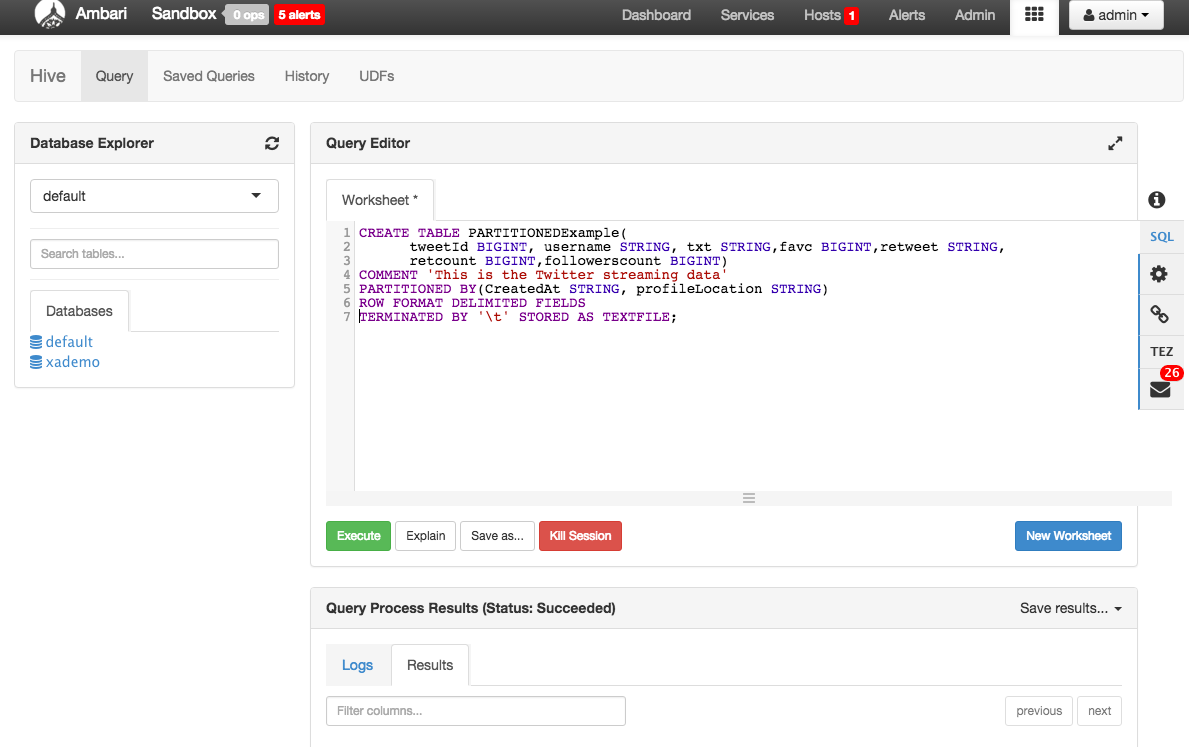 Ambari Sandbox 0 ops 5 alerts Dashboard Services Hosts 1 Alerts Admin admin
Hive Query Saved Queries History UDFs
Database Explorer
default
Search tables...
Databases
default
xademo
Query Editor
Worksheet *
1 CREATE TABLE PARTITIONEDExample(
2 tweetId BIGINT, username STRING, txt STRING,favc BIGINT,retweet STRING,
3 retcount BIGINT,followerscount BIGINT)
4 COMMENT 'This is the Twitter streaming data'
5 PARTITIONED BY(CreatedAt STRING, profileLocation STRING)
6 ROW FORMAT DELIMITED FIELDS
7 TERMINATED BY '\t' STORED AS TEXTFILE;
SQL
TEZ
26
Execute Explain Save as... Kill Session New Worksheet
Query Process Results (Status: Succeeded) Save results...
Logs Results
Filter columns... previous next